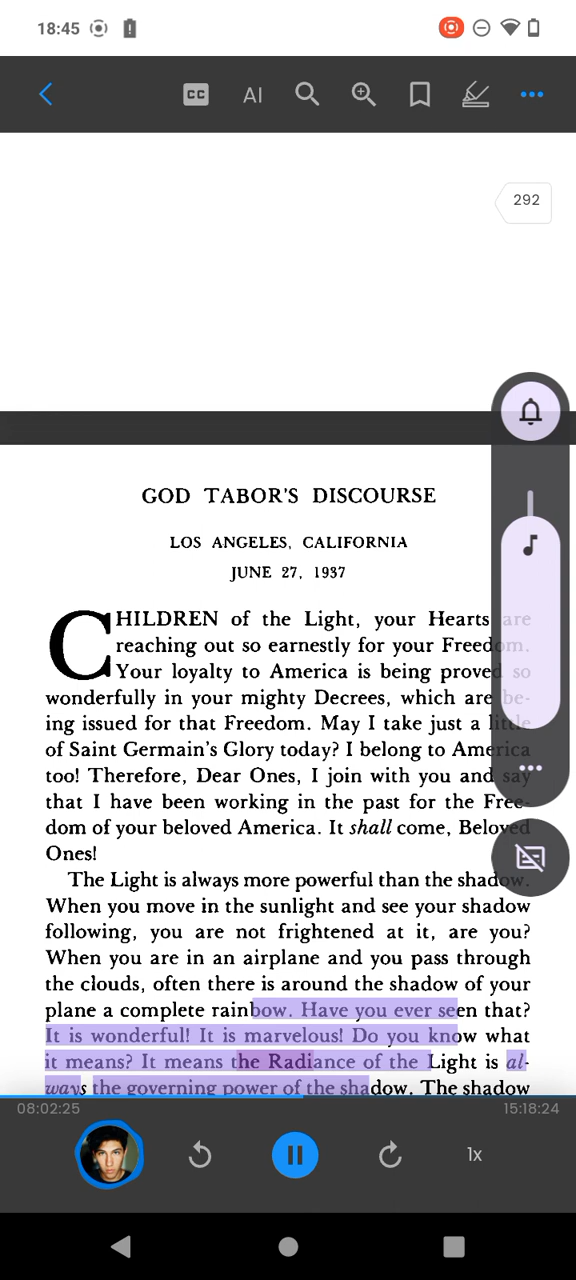 18:45
CC AI
292
GOD TABOR'S DISCOURSE
LOS ANGELES, CALIFORNIA
JUNE 27, 1937
CHILDREN of the Light, your Hearts are
reaching out so earnestly for your Freedom.
Your loyalty to America is being proved so
wonderfully in your mighty Decrees, which are be-
ing issued for that Freedom. May I take just a little
of Saint Germain's Glory today? I belong to America
too! Therefore, Dear Ones, I join with you and say
that I have been working in the past for the Free-
dom of your beloved America. It shall come, Beloved
Ones!
The Light is always more powerful than the shadow.
When you move in the sunlight and see your shadow
following, you are not frightened at it, are you?
When you are in an airplane and you pass through
the clouds, often there is around the shadow of your
plane a complete rainbow. Have you ever seen that?
It is wonderful! It is marvelous! Do you know what
it means? It means the Radiance of the Light is al-
ways the governing power of the shadow. The shadow
08:02:25
15:18:24
1x